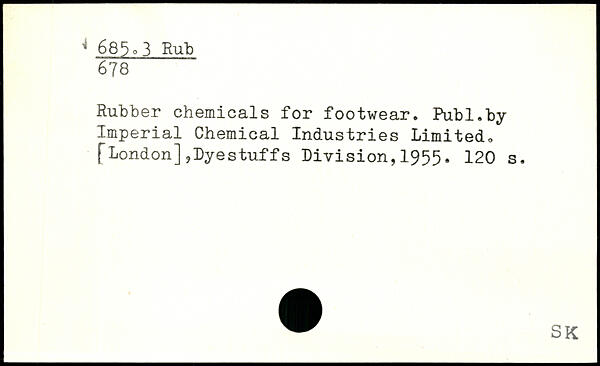 685.3 Rub
678
Rubber chemicals for footwear. Publ.by
Imperial Chemical Industries Limited.
[London],Dyestuffs Division,1955. 120 s.
SK